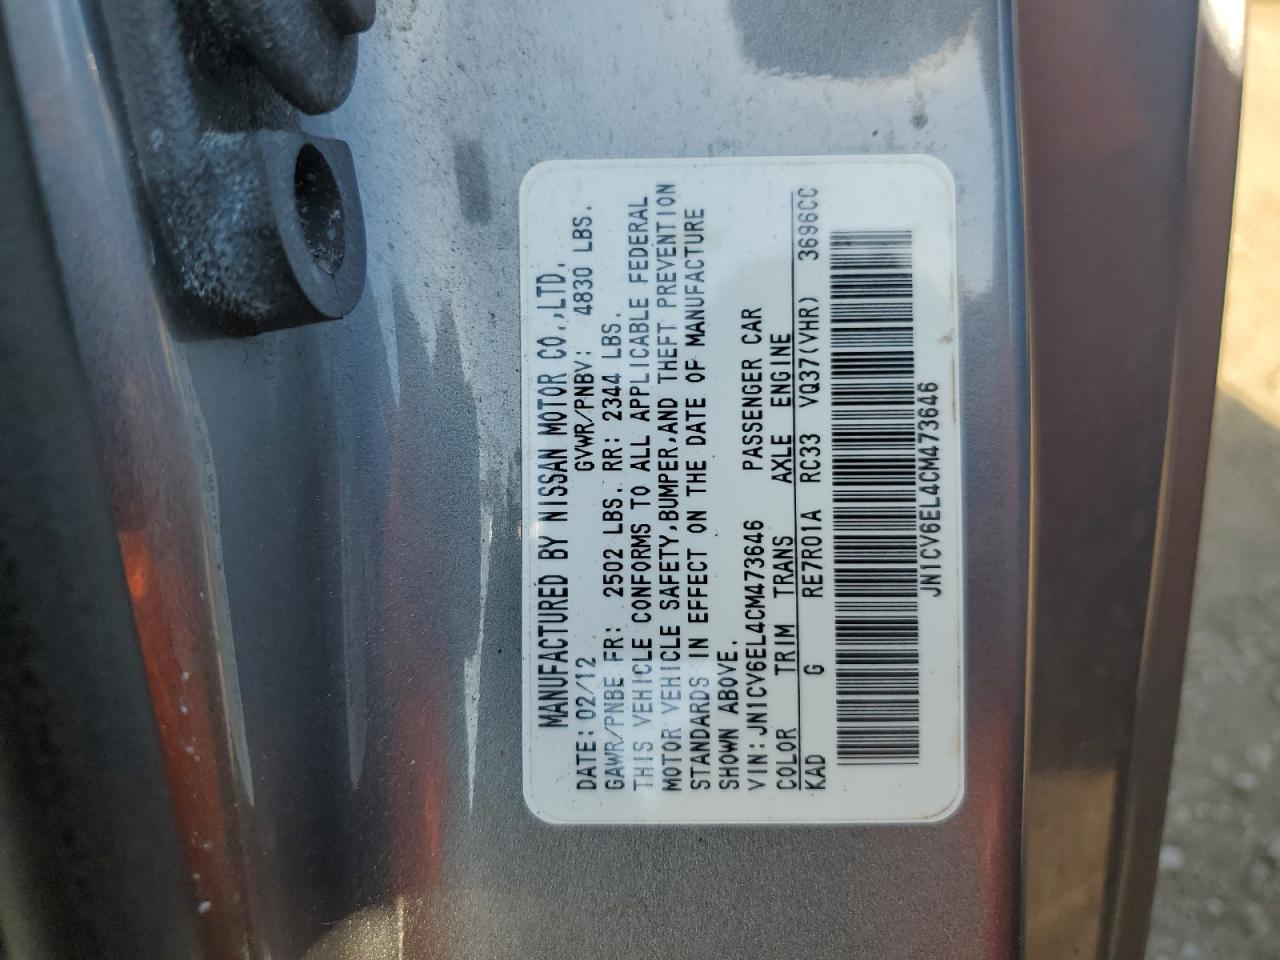 MANUFACTURED BY NISSAN MOTOR CO.,LTD.
DATE:02/12 GVWR/PNBV: 4830 LBS.
GAWR/PNBE FR: 2502 LBS. RR: 2344 LBS.
THIS VEHICLE CONFORMS TO ALL APPLICABLE FEDERAL
MOTOR VEHICLE SAFETY,BUMPER,AND THEFT PREVENTION
STANDARDS IN EFFECT ON THE DATE OF MANUFACTURE
SHOWN ABOVE.
VIN:JN1CV6EL4CM473646 PASSENGER CAR
COLOR TRIM TRANS AXLE ENGINE
KAD G RE7R01A RC33 VQ37(VHR) 3696CC
JN1CV6EL4CM473646